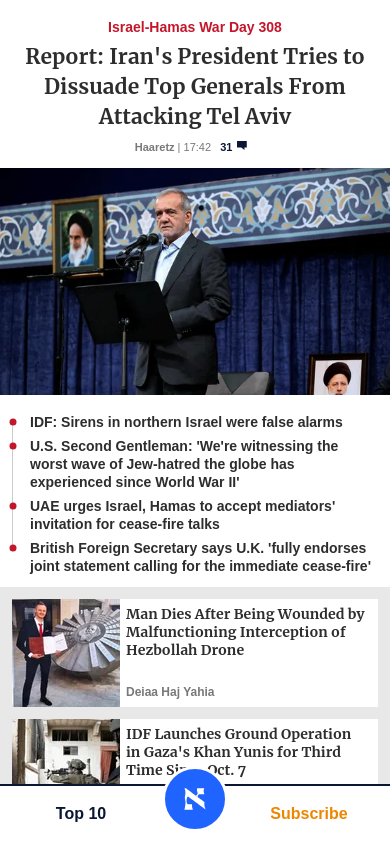 Israel-Hamas War Day 308
Report: Iran's President Tries to
Dissuade Top Generals From
Attacking Tel Aviv
Haaretz | 17:42 31
IDF: Sirens in northern Israel were false alarms
U.S. Second Gentleman: 'We're witnessing the
worst wave of Jew-hatred the globe has
experienced since World War II'
UAE urges Israel, Hamas to accept mediators'
invitation for cease-fire talks
British Foreign Secretary says U.K. 'fully endorses
joint statement calling for the immediate cease-fire'
Man Dies After Being Wounded by
Malfunctioning Interception of
Hezbollah Drone
Deiaa Haj Yahia
IDF Launches Ground Operation
in Gaza's Khan Yunis for Third
Time Since Oct. 7
Top 10
Subscribe